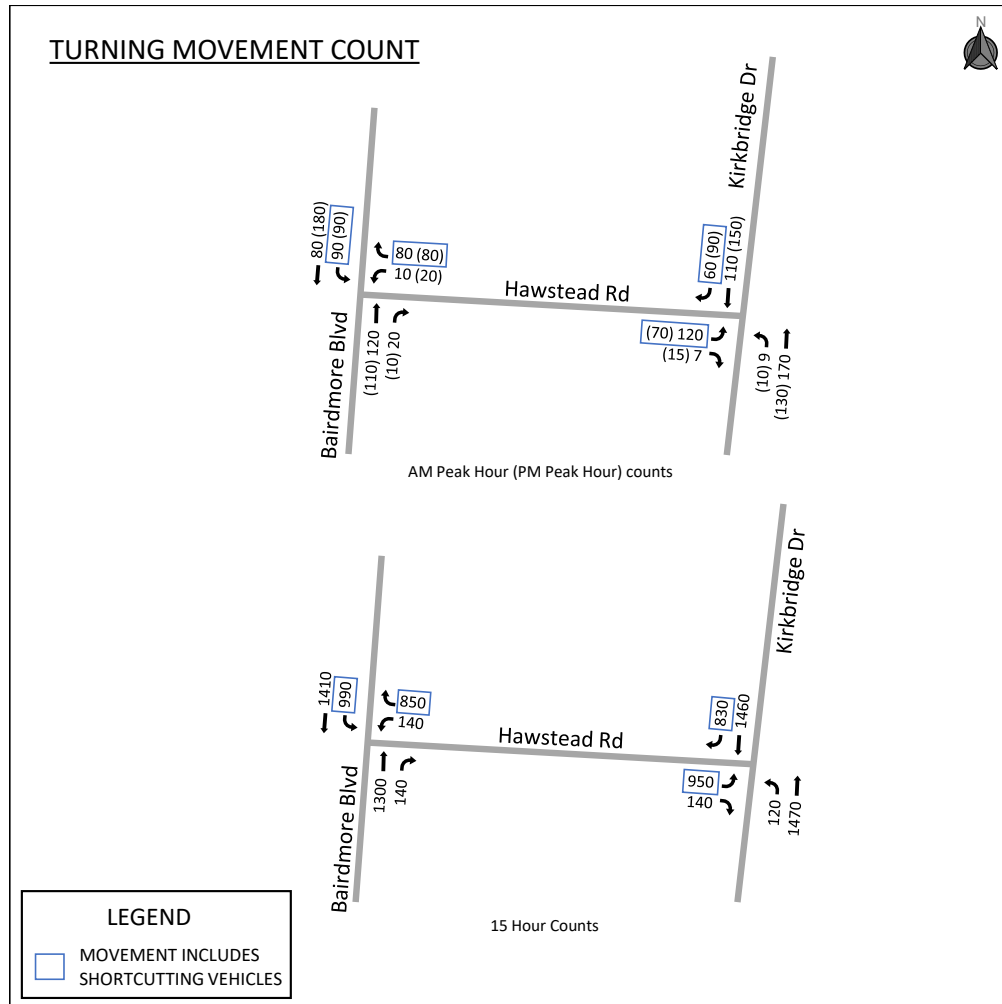 TURNING MOVEMENT COUNT
N
Kirkbridge Dr
80 (180)
90 (90)
80 (80)
10 (20)
60 (90)
110 (150)
Hawstead Rd
Bairdmore Blvd
(110) 120
(10) 20
(70) 120
(15) 7
(10) 9
(130) 170
AM Peak Hour (PM Peak Hour) counts
Kirkbridge Dr
1410
990
850
140
830
1460
Hawstead Rd
Bairdmore Blvd
1300
140
950
140
120
1470
15 Hour Counts
LEGEND
MOVEMENT INCLUDES
SHORTCUTTING VEHICLES